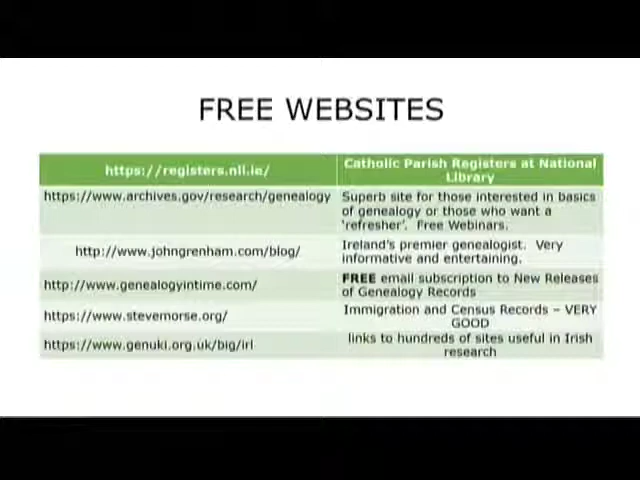 FREE WEBSITES
https://registers.nli.ie/
Catholic Parish Registers at National
Library
https://www.archives.gov/research/genealogy
Superb site for those interested in basics
of genealogy or those who want a
'refresher'. Free Webinars.
http://www.johngrenham.com/blog/
Ireland's premier genealogist. Very
informative and entertaining.
http://www.genealogyintime.com/
FREE email subscription to New Releases
of Genealogy Records
https://www.stevemorse.org/
Immigration and Census Records – VERY
GOOD
https://www.genuki.org.uk/big/irl
links to hundreds of sites useful in Irish
research